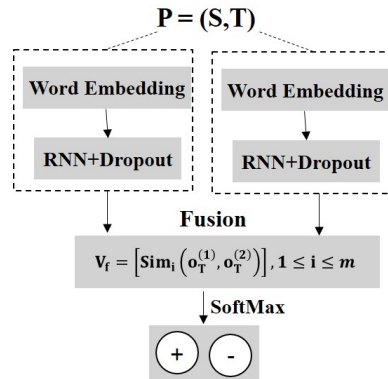 P = (S,T)
Word Embedding
Word Embedding
RNN+Dropout
RNN+Dropout
Fusion
V_f = [Sim_i (o_T^{(1)}, o_T^{(2)})], 1 ≤ i ≤ m
SoftMax
+ -